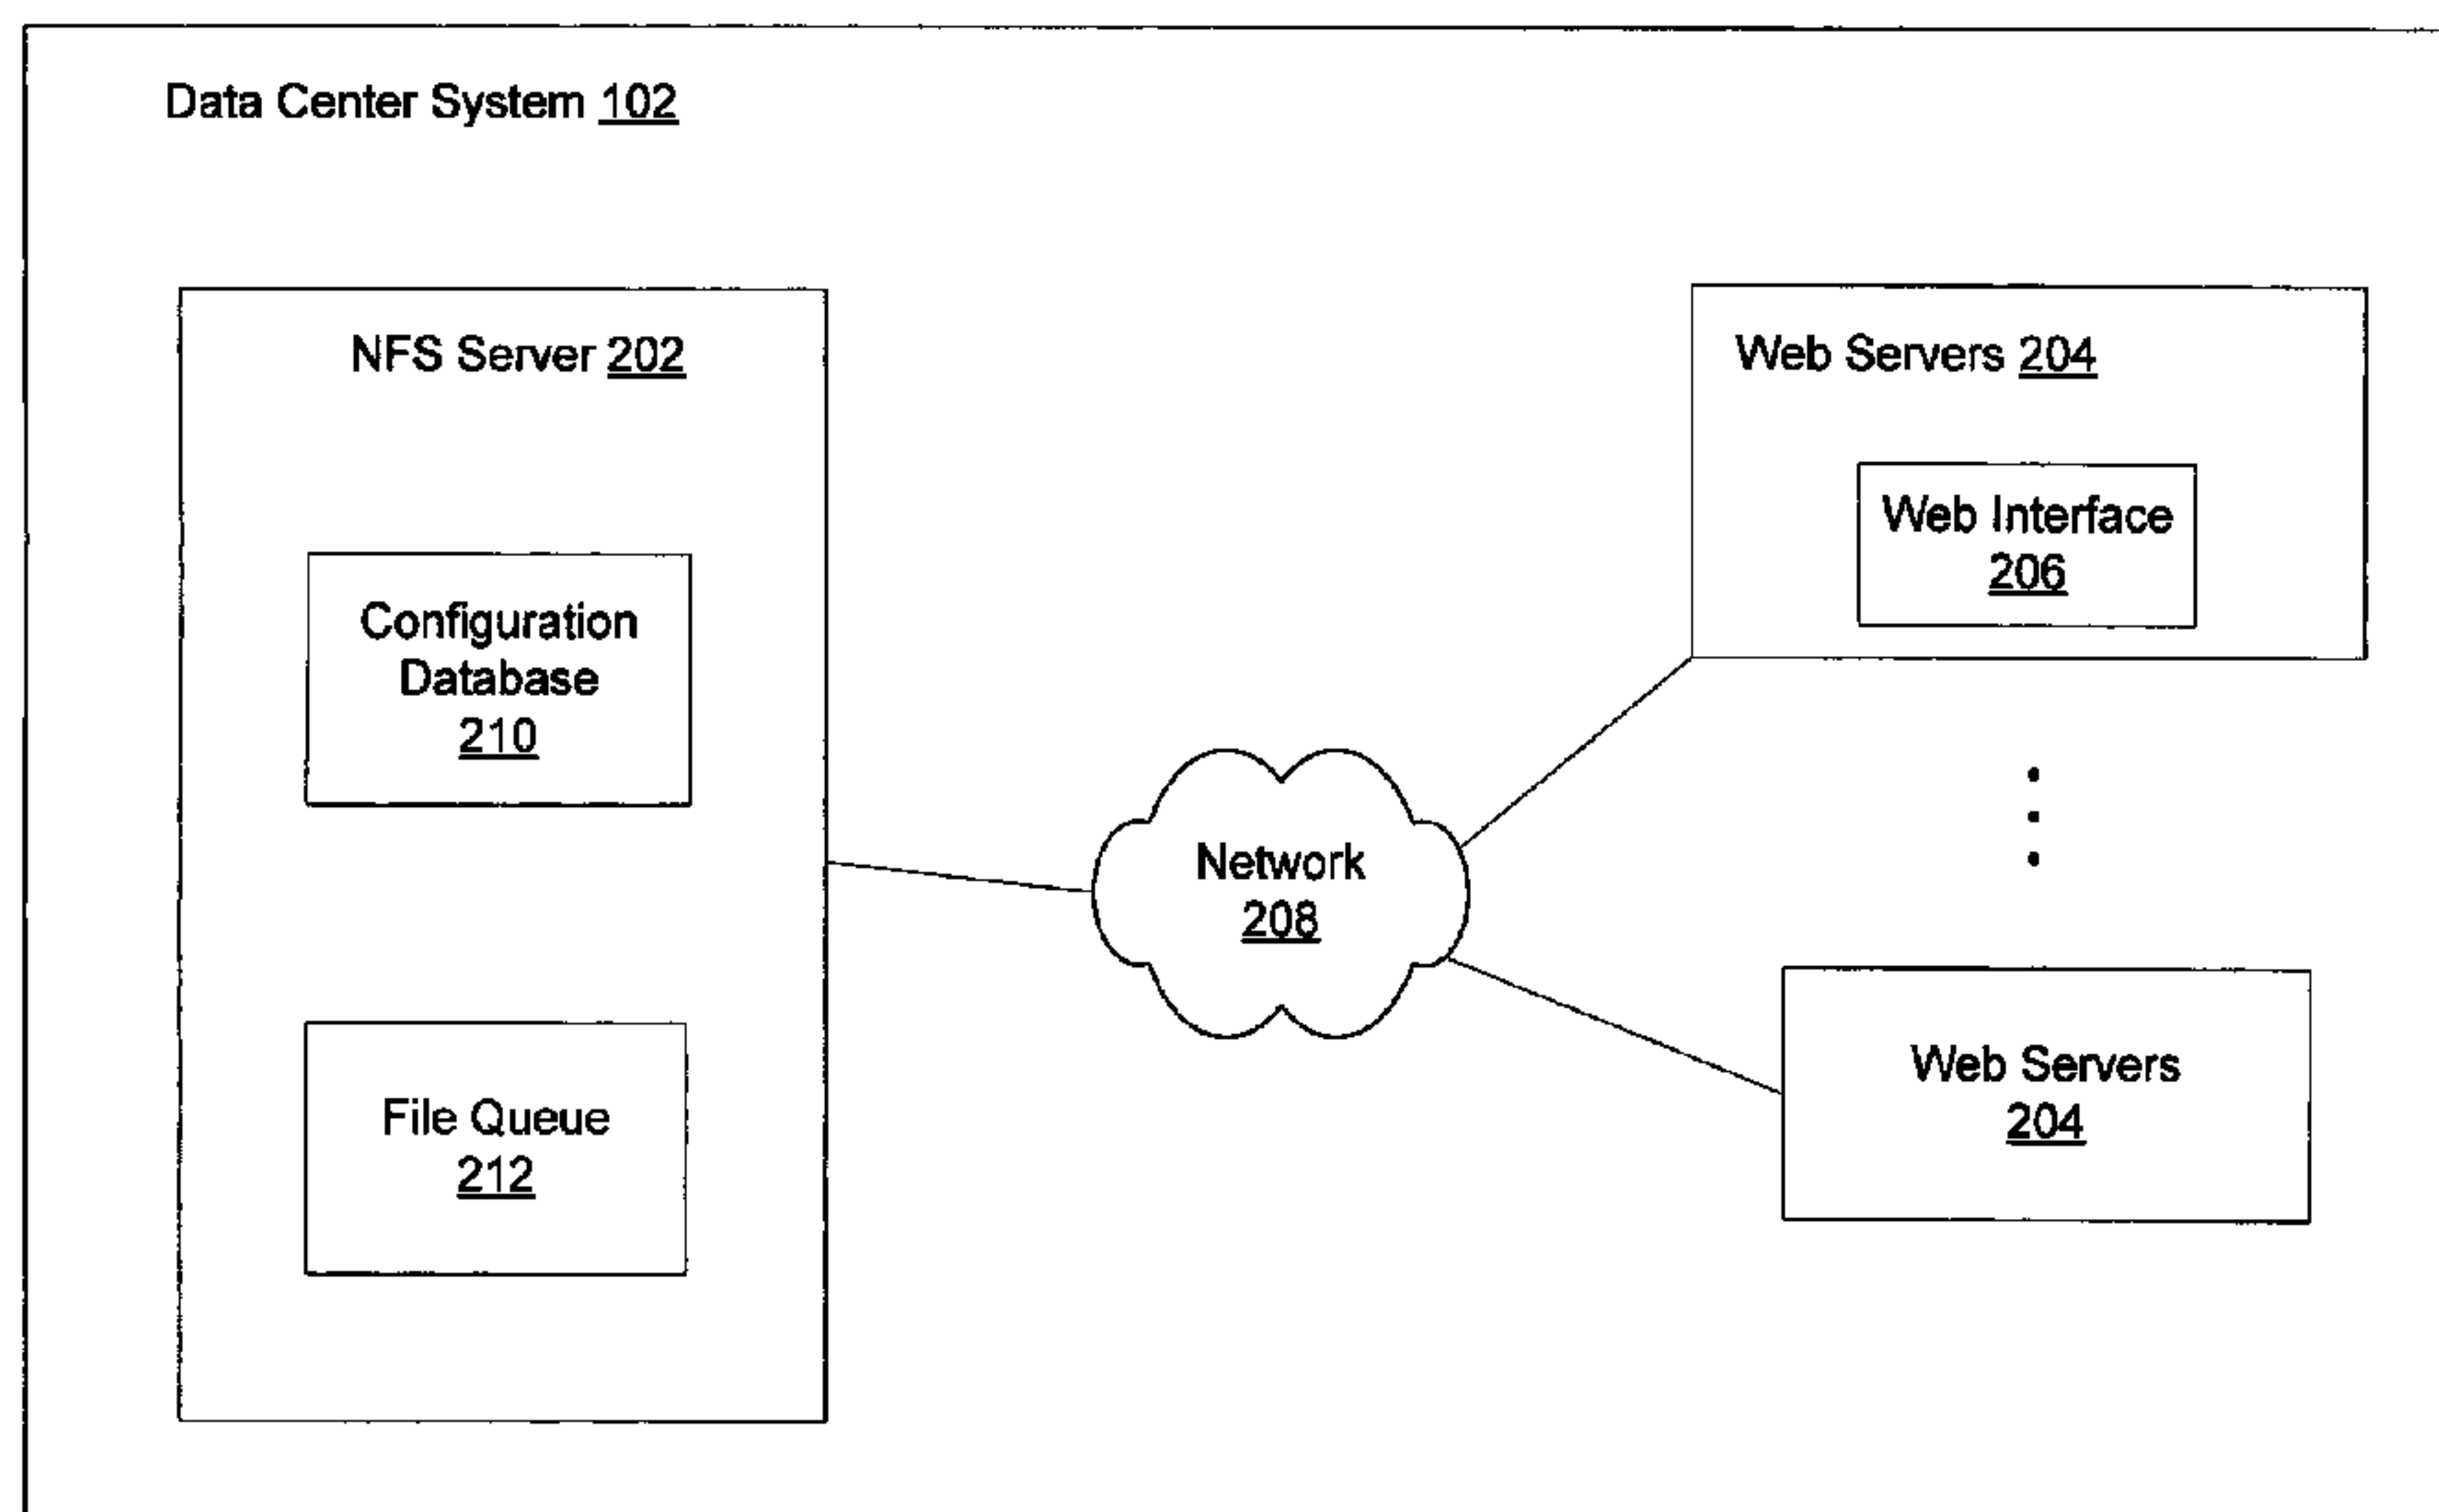 Data Center System 102
NFS Server 202
Configuration
Database
210
File Queue
212
Network
208
Web Servers 204
Web Interface
206
Web Servers
204